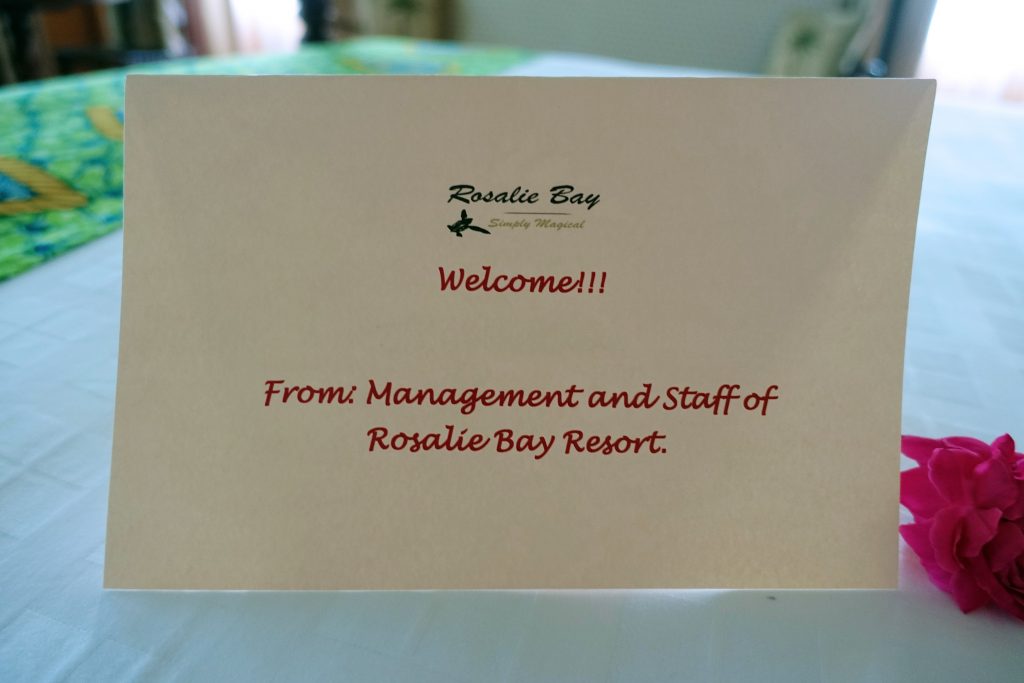 Rosalie Bay
Simply Magical
Welcome!!!
From: Management and Staff of
Rosalie Bay Resort.